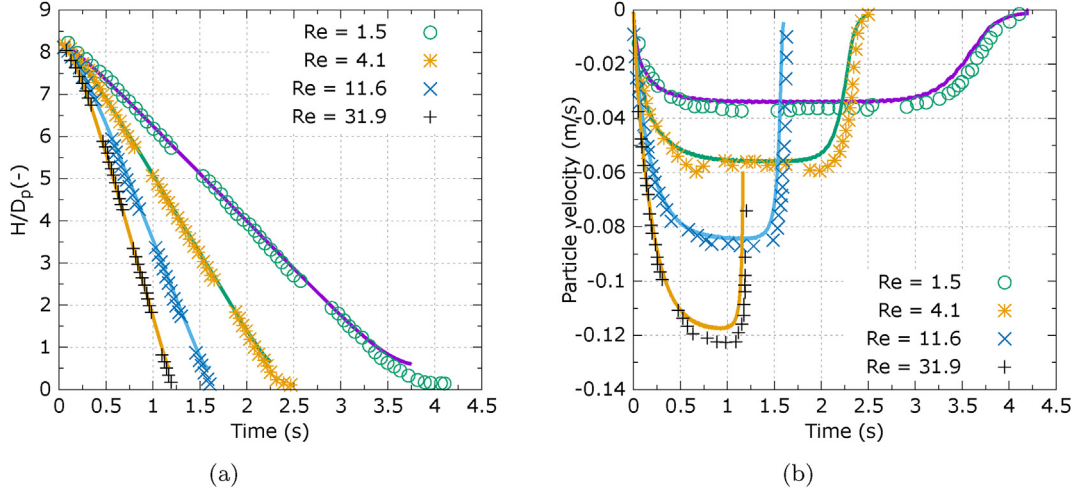 9
8
7
6
5
4
3
2
1
0
H/Dp(-)
0 0.5 1 1.5 2 2.5 3 3.5 4 4.5
Time (s)
Re = 1.5
Re = 4.1
Re = 11.6
Re = 31.9
(a)
0
-0.02
-0.04
-0.06
-0.08
-0.1
-0.12
-0.14
Particle velocity (m/s)
0 0.5 1 1.5 2 2.5 3 3.5 4 4.5
Time (s)
Re = 1.5
Re = 4.1
Re = 11.6
Re = 31.9
(b)